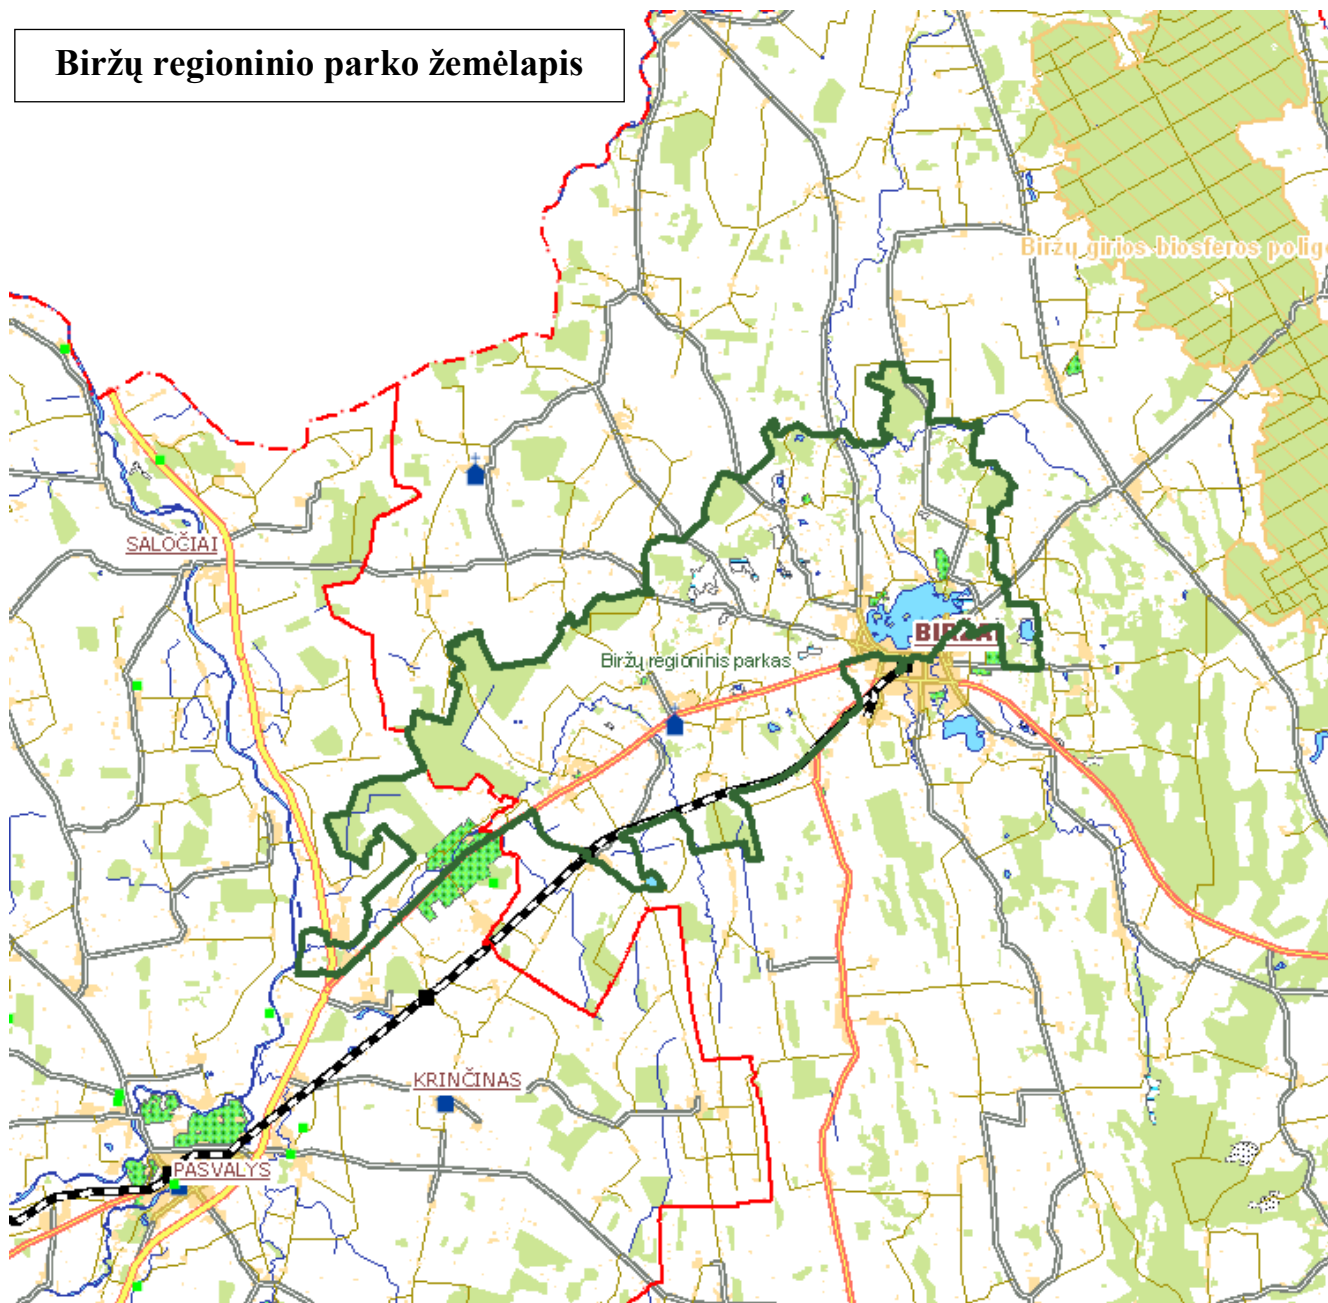 Biržų regioninio parko žemėlapis
Biržų girios biosferos polig
SALOČIAI
BIRŽAI
Biržų regioninis parkas
KRINČINAS
PASVALYS